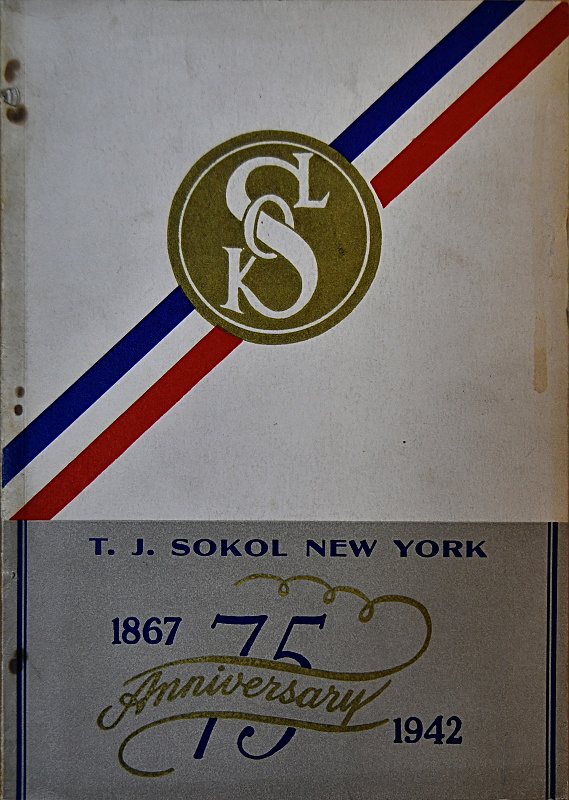 SOKOL
T. J. SOKOL NEW YORK
1867 75 
Anniversary
1942